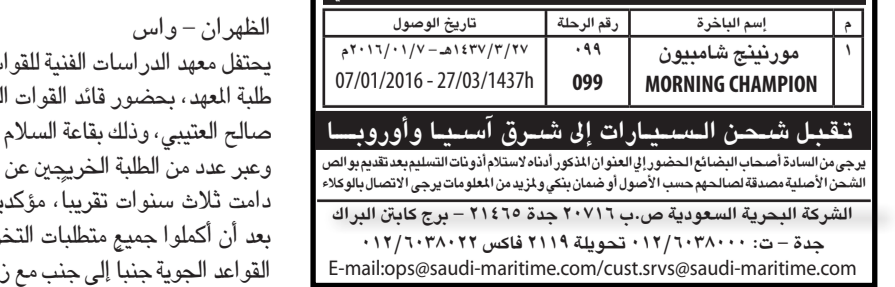 الظهران – واس
يحتفل معهد الدراسات الفنية للقوا
طلبة المعهد، بحضور قائد القوات ال
صالح العتيبي، وذلك بقاعة السلام
وعبر عدد من الطلبة الخريجين عن
دامت ثلاث سنوات تقريباً، مؤكدي
بعد أن أكملوا جميع متطلبات التخر
القواعد الجوية جنباً إلى جنب مع ز
م إسم الباخرة رقم الرحلة تاريخ الوصول
١ مورنينج شامبيون ٠٩٩ ١٤٣٧/٣/٢٧هـ – ٢٠١٦/٠١/٧م
MORNING CHAMPION 099 07/01/2016 - 27/03/1437h
تقبل شحن السيارات إلى شرق آسيا وأوروبا
يرجى من السادة أصحاب البضائع الحضور إلي العنوان المذكور أدناه لاستلام أذونات التسليم بعد تقديم بوالص
الشحن الأصلية مصدقة لصالحهم حسب الأصول أو ضمان بنكي ولمزيد من المعلومات يرجى الاتصال بالوكلاء
الشركة البحرية السعودية ص.ب ٢٠٧١٦ جدة ٢١٤٦٥ – برج كابتن البراك
جدة – ت: ٠١٢/٦٠٣٨٠٠٠ تحويلة ٢١١٩ فاكس ٠١٢/٦٠٣٨٠٢٢
E-mail:ops@saudi-maritime.com/cust.srvs@saudi-maritime.com